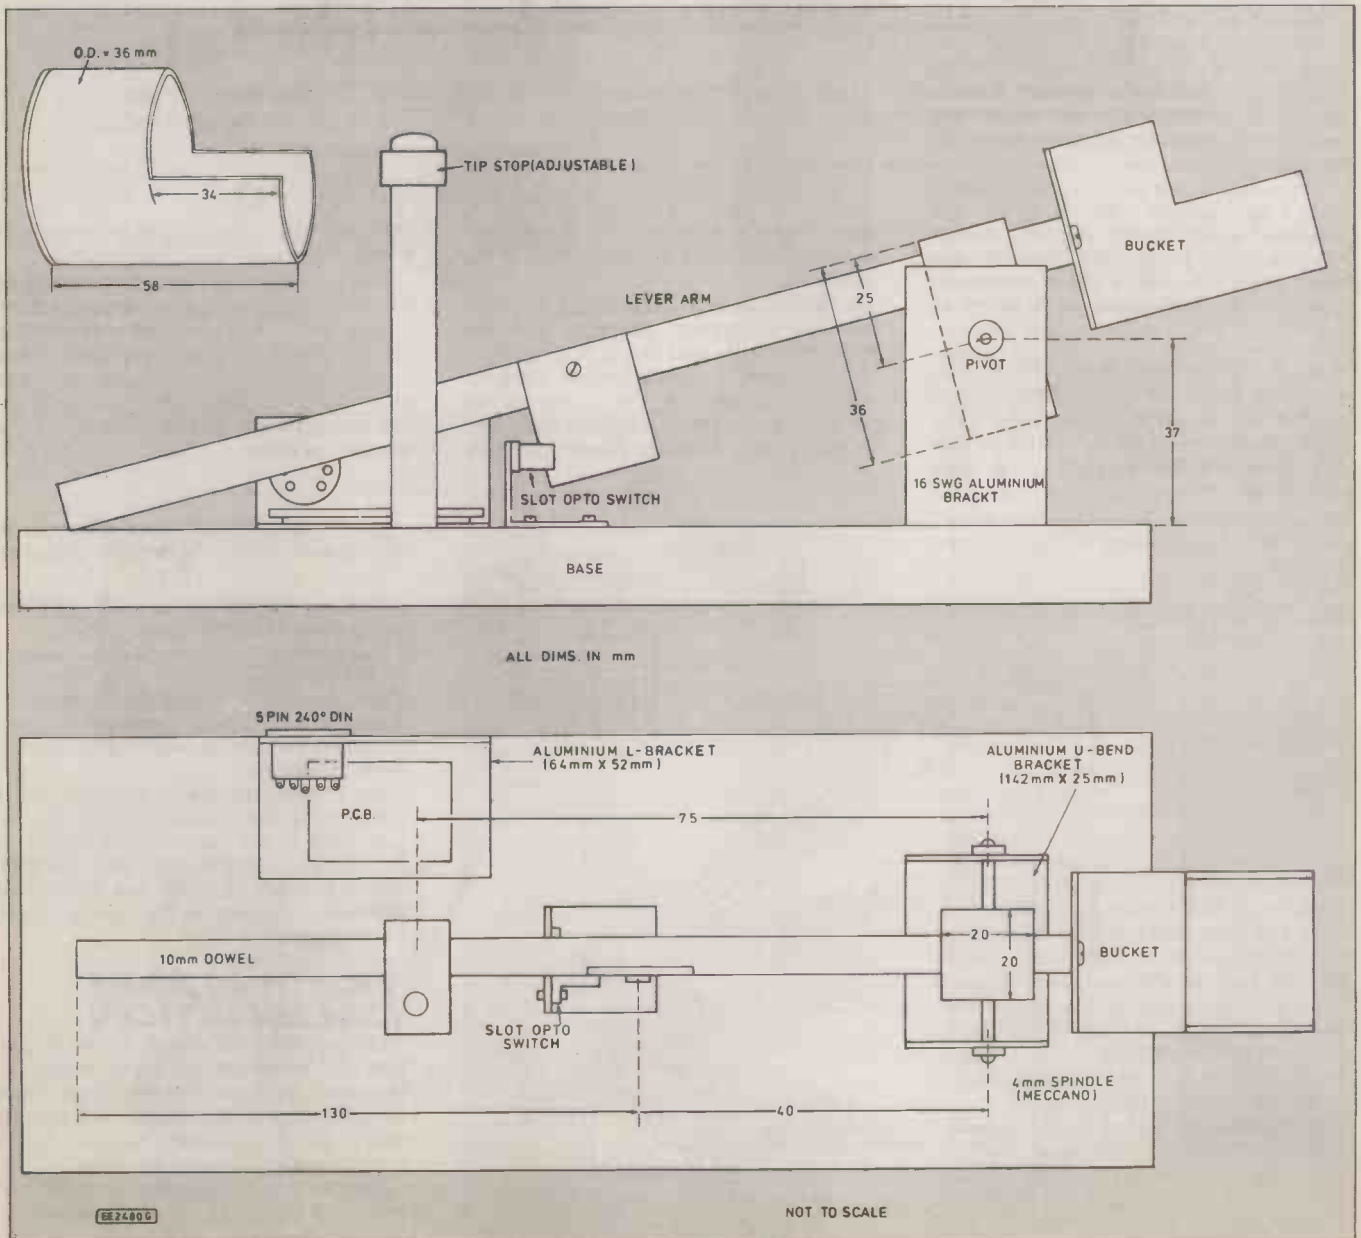 O.D. = 36 mm
TIP STOP(ADJUSTABLE)
34
58
BUCKET
LEVER ARM
25
PIVOT
36
37
SLOT OPTO SWITCH
16 SWG ALUMINIUM
BRACKT
BASE
ALL DIMS. IN mm
5 PIN 240° DIN
ALUMINIUM L-BRACKET
(64mm X 52mm)
ALUMINIUM U-BEND
BRACKET
(142mm X 25mm)
P.C.B.
75
10mm DOWEL
20
20
BUCKET
SLOT OPTO
SWITCH
4mm SPINDLE
(MECCANO)
130
40
EE2480G
NOT TO SCALE